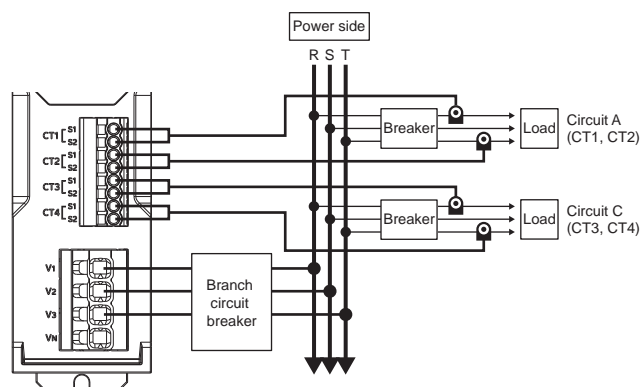 Power side
R S T
CT1 S1
S2
CT2 S1
S2
CT3 S1
S2
CT4 S1
S2
Breaker
Load
Circuit A
(CT1, CT2)
Breaker
Load
Circuit C
(CT3, CT4)
V1
V2
V3
VN
Branch
circuit
breaker